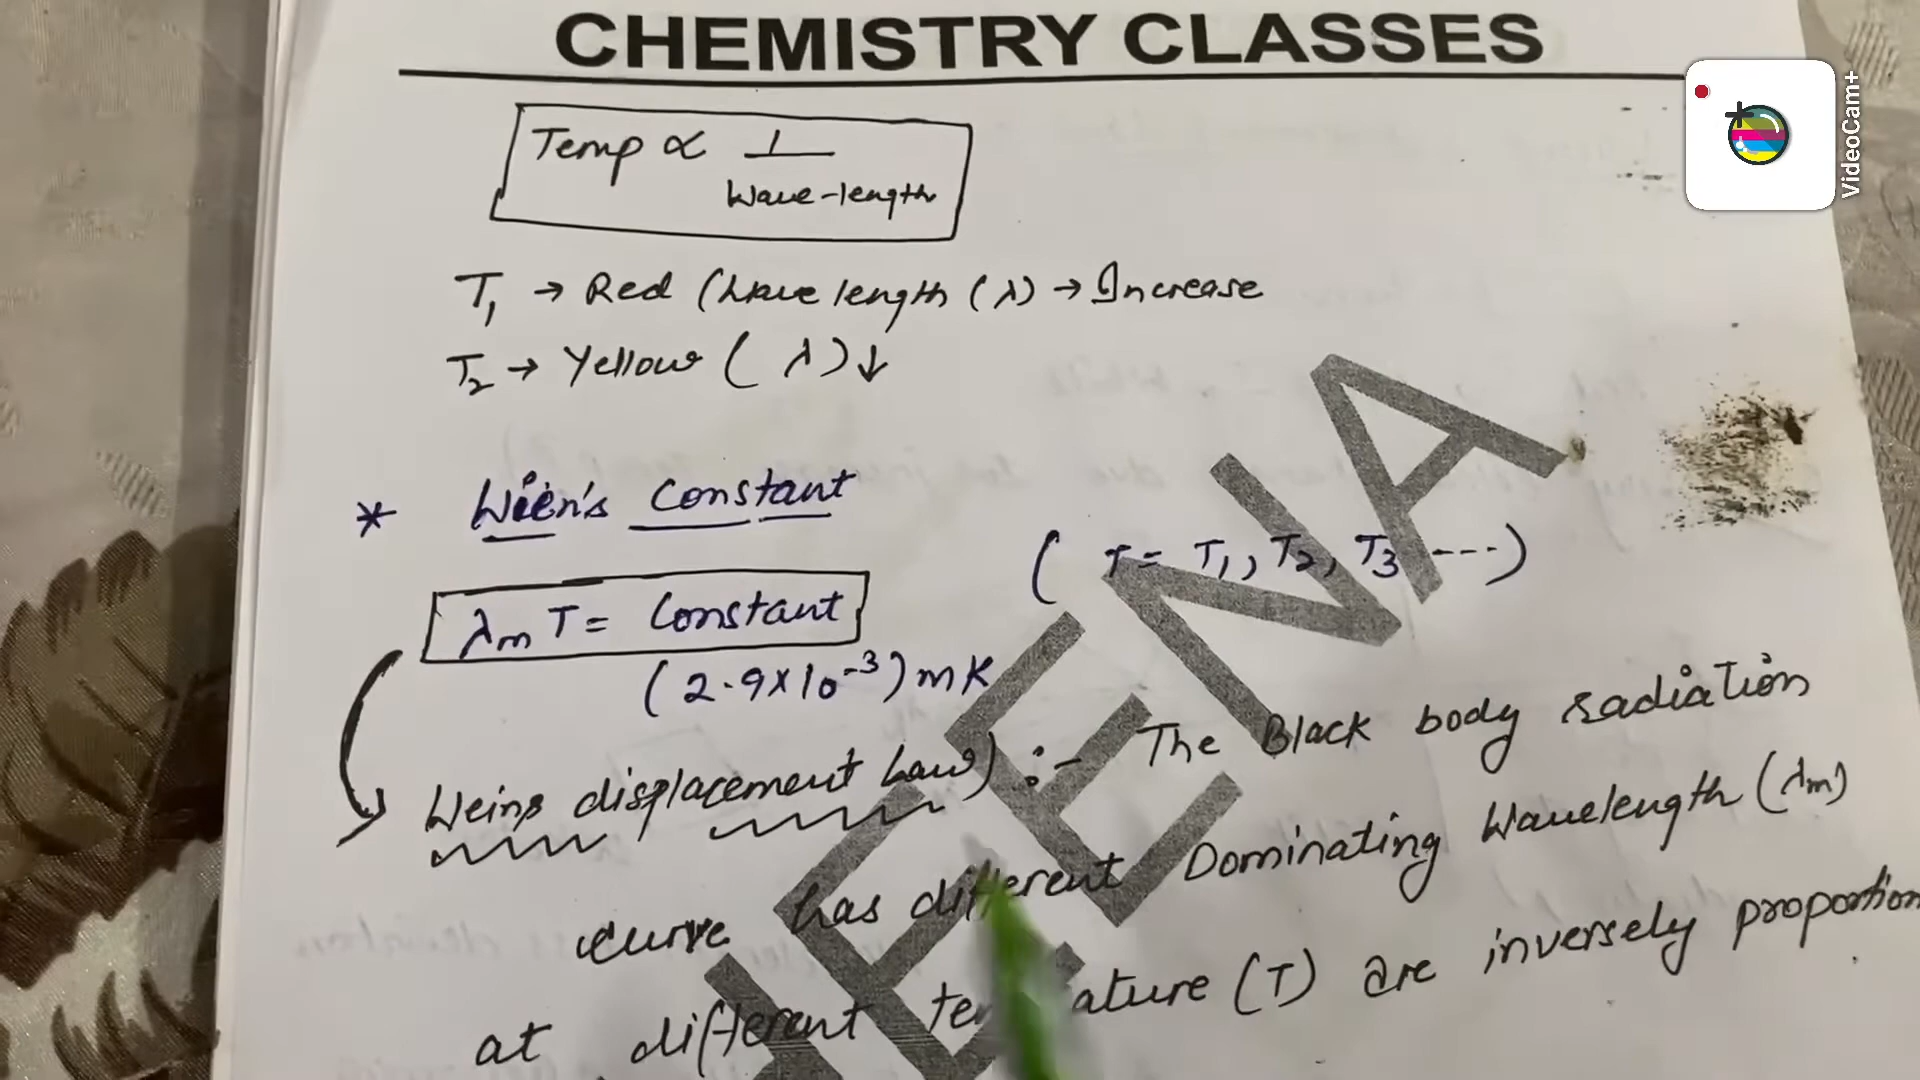 CHEMISTRY CLASSES
Temp ∝ 1
Wave-length
T₁ → Red (Wave length (λ) → Increase
T₂ → Yellow ( λ) ↓
* Wien's Constant
( T = T₁, T₂, T₃ ---)
λₘ T = Constant
(2.9×10⁻³) mK
Weins displacement Law) :- The Black body radiation
curve has different Dominating Wavelength (λₘ)
at different ature (T) are inversely proportion
EENA
VideoCam+